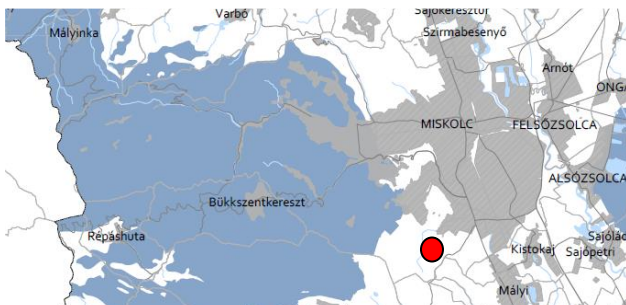 Sajókeresztúr
Varbó
Mályinka
Szirmabesenyő
Arnót
ONGA
MISKOLC
FELSŐZSOLCA
ALSÓZSOLCA
Bükkszentkereszt
Répáshuta
Kistokaj
Sajólád
Sajópetri
Mályi